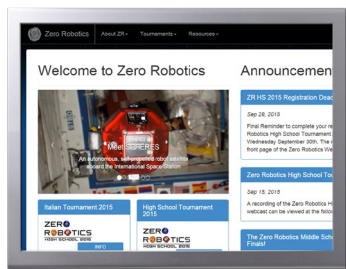 Zero Robotics
About ZR
Tournaments
Resources
Welcome to Zero Robotics
Meet SPHERES
An autonomous, self-propelled robot satellite
aboard the International Space Station
Italian Tournament
2015
ZERO
ROBOTICS
HIGH SCHOOL 2015
INFO
High School Tournament
2015
ZERO
ROBOTICS
HIGH SCHOOL 2015
Announcemen
ZR HS 2015 Registration Dead
Sep 28, 2015
Final Reminder to complete your re
Robotics High School Tournament
Wednesday September 30th. The
front page of the Zero Robotics We
Zero Robotics High School To
Sep 15, 2015
A recording of the Zero Robotics H
webcast can be viewed at the follo
The Zero Robotics Middle Scho
Finals!